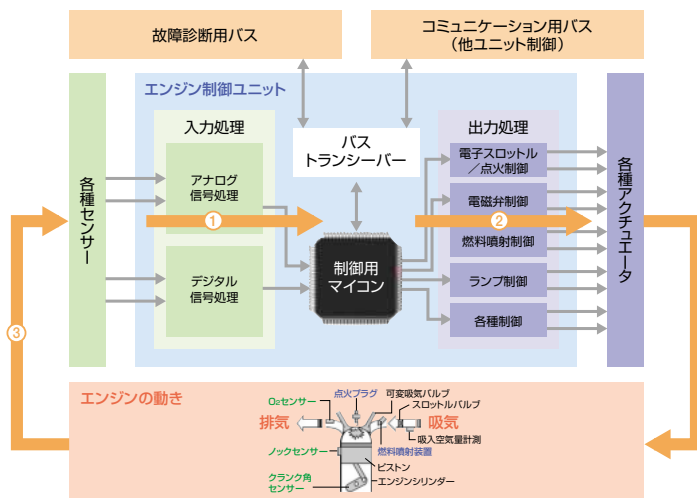 故障診断用バス
コミュニケーション用バス
（他ユニット制御）
エンジン制御ユニット
入力処理
バス
トランシーバー
出力処理
各種センサー
アナログ
信号処理
電子スロットル
／点火制御
各種アクチュエータ
①
電磁弁制御
②
燃料噴射制御
デジタル
信号処理
制御用
マイコン
ランプ制御
各種制御
③
エンジンの動き
O2センサー
点火プラグ
可変吸気バルブ
スロットルバルブ
排気
吸気
吸入空気量計測
ノックセンサー
燃料噴射装置
ピストン
クランク角
センサー
エンジンシリンダー